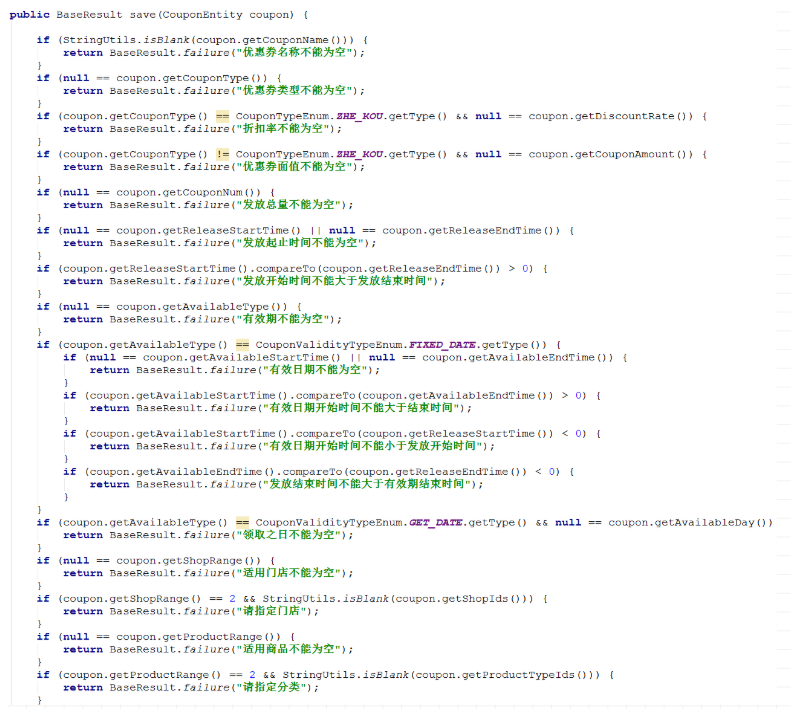 public BaseResult save(CouponEntity coupon) {
if (StringUtils.isBlank(coupon.getCouponName())) {
return BaseResult.failure("优惠券名称不能为空");
}
if (null == coupon.getCouponType()) {
return BaseResult.failure("优惠券类型不能为空");
}
if (coupon.getCouponType() == CouponTypeEnum.ZHE_KOU.getType() && null == coupon.getDiscountRate()) {
return BaseResult.failure("折扣率不能为空");
}
if (coupon.getCouponType() != CouponTypeEnum.ZHE_KOU.getType() && null == coupon.getCouponAmount()) {
return BaseResult.failure("优惠券面值不能为空");
}
if (null == coupon.getCouponNum()) {
return BaseResult.failure("发放总量不能为空");
}
if (null == coupon.getReleaseStartTime() || null == coupon.getReleaseEndTime()) {
return BaseResult.failure("发放起止时间不能为空");
}
if (coupon.getReleaseStartTime().compareTo(coupon.getReleaseEndTime()) > 0) {
return BaseResult.failure("发放开始时间不能大于发放结束时间");
}
if (null == coupon.getAvailableType()) {
return BaseResult.failure("有效期不能为空");
}
if (coupon.getAvailableType() == CouponValidityTypeEnum.FIXED_DATE.getType()) {
if (null == coupon.getAvailableStartTime() || null == coupon.getAvailableEndTime()) {
return BaseResult.failure("有效日期不能为空");
}
if (coupon.getAvailableStartTime().compareTo(coupon.getAvailableEndTime()) > 0) {
return BaseResult.failure("有效日期开始时间不能大于结束时间");
}
if (coupon.getAvailableStartTime().compareTo(coupon.getReleaseStartTime()) < 0) {
return BaseResult.failure("有效日期开始时间不能小于发放开始时间");
}
if (coupon.getAvailableEndTime().compareTo(coupon.getReleaseEndTime()) < 0) {
return BaseResult.failure("发放结束时间不能大于有效期结束时间");
}
}
if (coupon.getAvailableType() == CouponValidityTypeEnum.GET_DATE.getType() && null == coupon.getAvailableDay())
return BaseResult.failure("领取之日不能为空");
}
if (null == coupon.getShopRange()) {
return BaseResult.failure("适用门店不能为空");
}
if (coupon.getShopRange() == 2 && StringUtils.isBlank(coupon.getShopIds())) {
return BaseResult.failure("请指定门店");
}
if (null == coupon.getProductRange()) {
return BaseResult.failure("适用商品不能为空");
}
if (coupon.getProductRange() == 2 && StringUtils.isBlank(coupon.getProductTypeIds())) {
return BaseResult.failure("请指定分类");
}